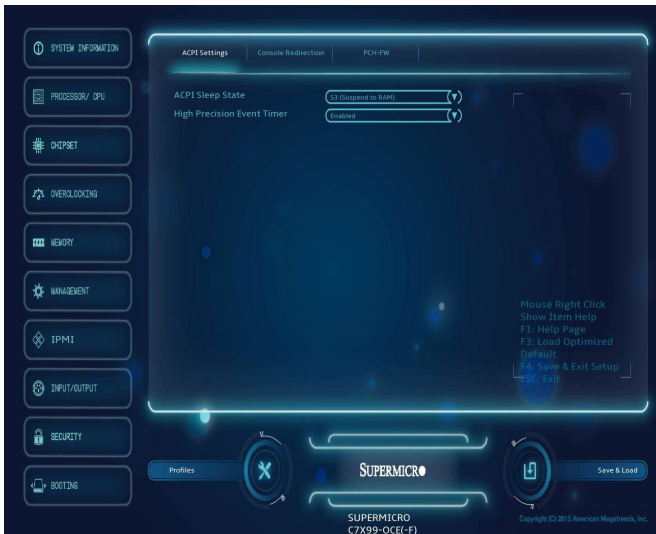 SYSTEM INFORMATION
PROCESSOR/ CPU
CHIPSET
OVERCLOCKING
MEMORY
MANAGEMENT
IPMI
INPUT/OUTPUT
SECURITY
BOOTING
ACPI Settings
Console Redirection
PCH-FW
ACPI Sleep State
S3 (Suspend to RAM)
High Precision Event Timer
Enabled
Mouse Right Click
Show Item Help
F1: Help Page
F3: Load Optimized
Default
F4: Save & Exit Setup
ESC: Exit
Profiles
SUPERMICRO
Save & Load
SUPERMICRO
C7X99-OCE(-F)
Copyright (C) 2015 American Megatrends, Inc.